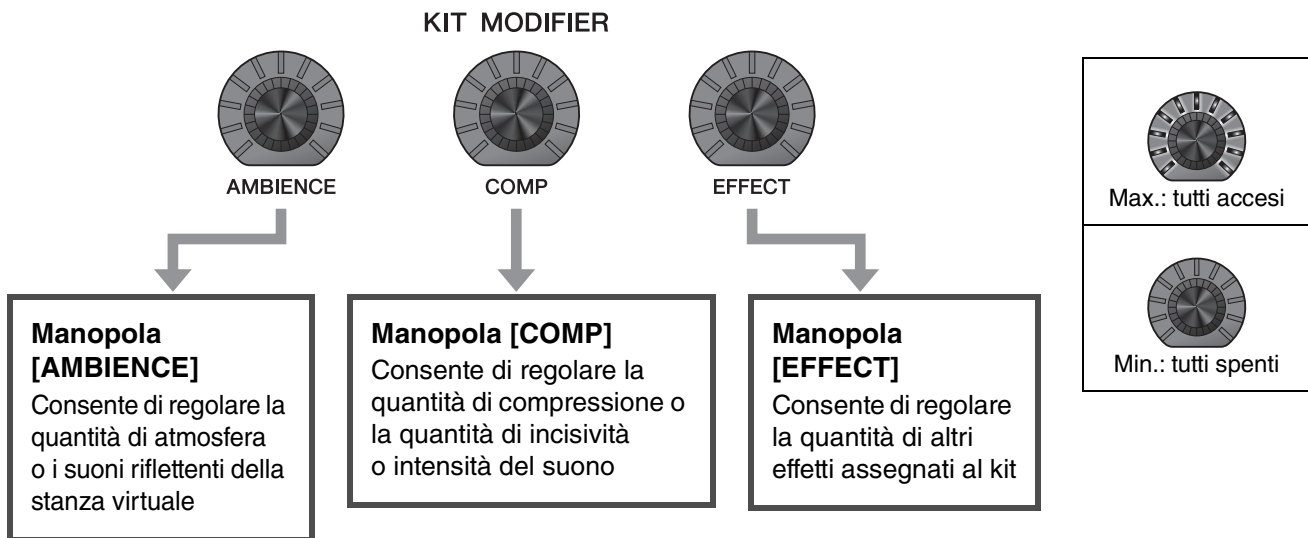 KIT MODIFIER
AMBIENCE
COMP
EFFECT
Manopola
[AMBIENCE]
Consente di regolare la
quantità di atmosfera
o i suoni riflettenti della
stanza virtuale
Manopola [COMP]
Consente di regolare la
quantità di compressione o
la quantità di incisività
o intensità del suono
Manopola
[EFFECT]
Consente di regolare
la quantità di altri
effetti assegnati al kit
Max.: tutti accesi
Min.: tutti spenti